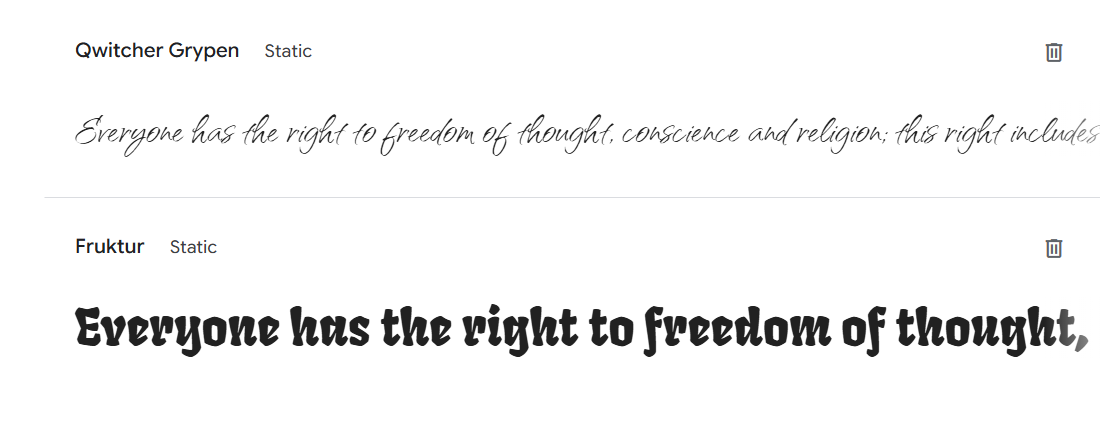 Qwitcher Grypen Static
Everyone has the right to freedom of thought, conscience and religion; this right includes
Fruktur Static
Everyone has the right to freedom of thought,